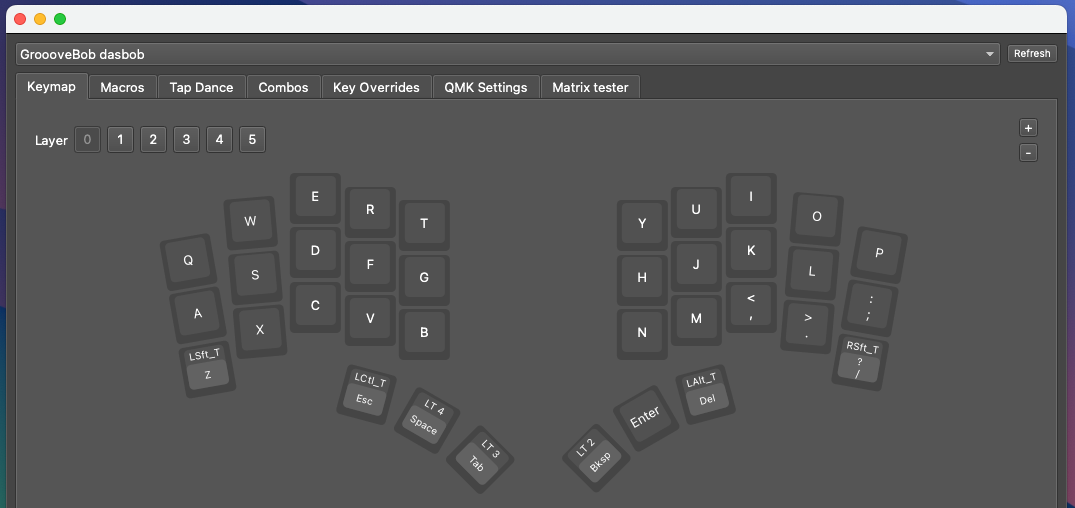 GroooveBob dasbob
Refresh
Keymap Macros Tap Dance Combos Key Overrides QMK Settings Matrix tester
Layer 0 1 2 3 4 5
+
-
Q W E R T Y U I O P
A S D F G H J K L : ;
LSft_T Z X C V B N M < , > . RSft_T ? /
LCtl_T Esc LT 4 Space LT 3 Tab LT 2 Bksp Enter LAlt_T Del